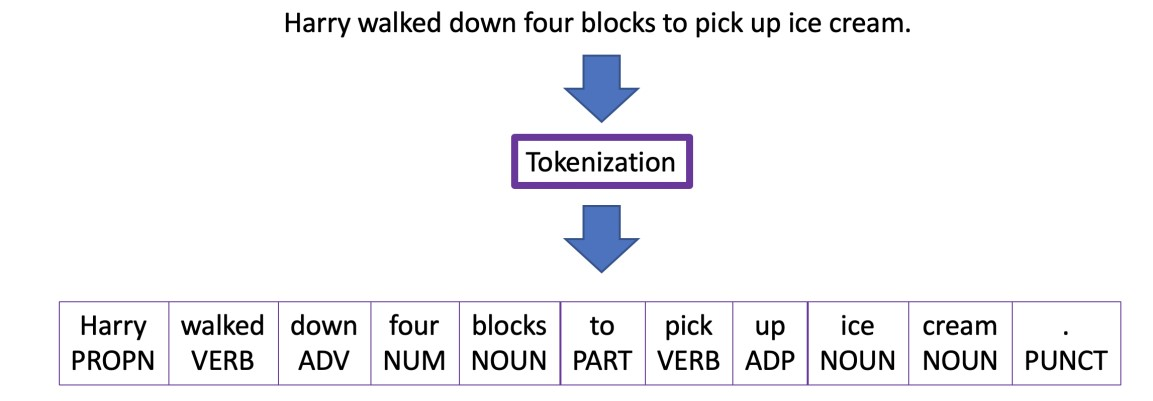 Harry walked down four blocks to pick up ice cream.
Tokenization
Harry walked down four blocks to pick up ice cream .
PROPN VERB ADV NUM NOUN PART VERB ADP NOUN NOUN PUNCT